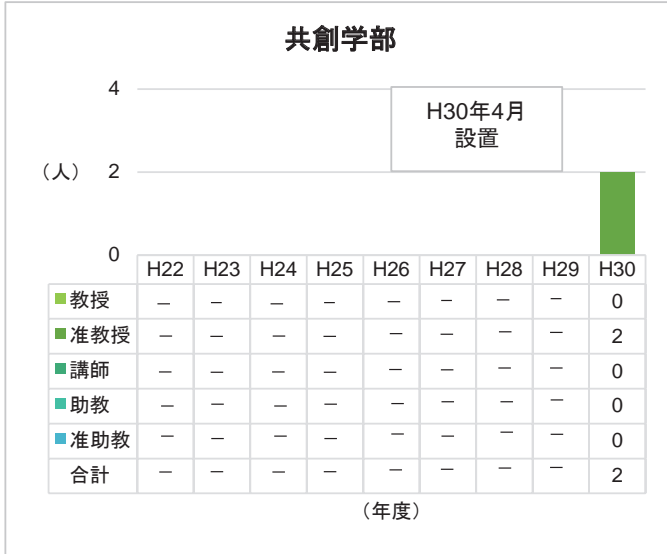 共創学部
4
H30年4月
設置
（人） 2
0
H22 H23 H24 H25 H26 H27 H28 H29 H30
教授 － － － － － － － － 0
准教授 － － － － － － － － 2
講師 － － － － － － － － 0
助教 － － － － － － － － 0
准助教 － － － － － － － － 0
合計 － － － － － － － － 2
（年度）